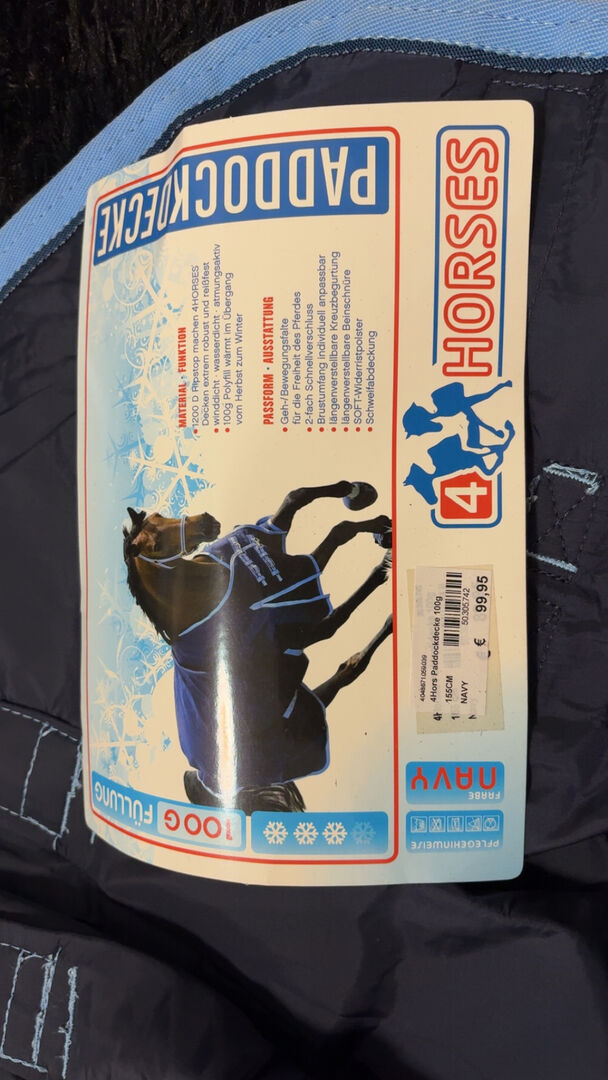 4 HORSES
PADDOCKDECKE
MATERIAL · FUNKTION
• 1200 D Ripstop machen 4HORSES
Decken extrem robust und reißfest
• winddicht · wasserdicht · atmungsaktiv
• 100g Polyfill wärmt im Übergang
vom Herbst zum Winter
PASSFORM · AUSSTATTUNG
• Geh-/Bewegungsfalte
für die Freiheit des Pferdes
• 2-fach Schnellverschluss
• Brustumfang individuell anpassbar
• längenverstellbare Kreuzbegurtung
• längenverstellbare Beinschnüre
• SOFT-Widerristpolster
• Schweifabdeckung
100G FÜLLUNG
4Hors Paddockdecke 100g
155CM
NAVY
50305742
€ 99,95
FARBE
NAVY
PFLEGEHINWEISE